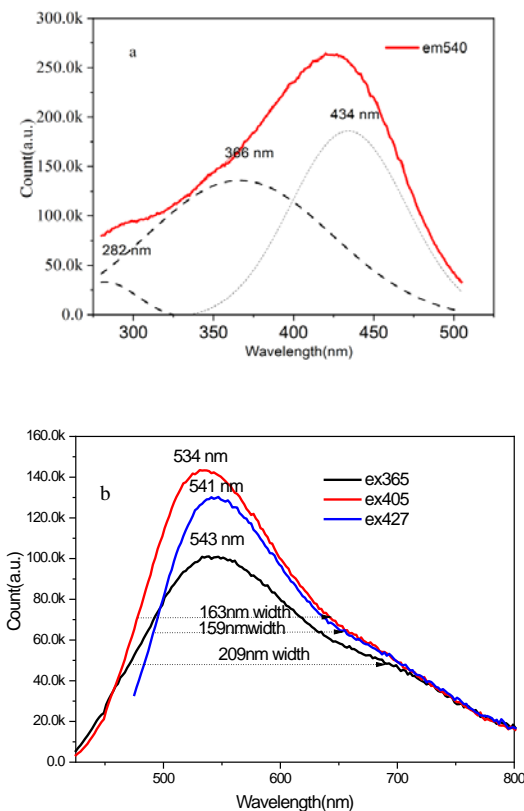 300.0k
a
em540
250.0k
200.0k
434 nm
366 nm
150.0k
Count(a.u.)
100.0k
282 nm
50.0k
0.0
300 350 400 450 500
Wavelength(nm)
160.0k
534 nm
140.0k
b
541 nm
ex365
ex405
ex427
120.0k
543 nm
100.0k
Count(a.u.)
80.0k
163nm width
159nmwidth
60.0k
209nm width
40.0k
20.0k
0.0
500 600 700 800
Wavelength(nm)